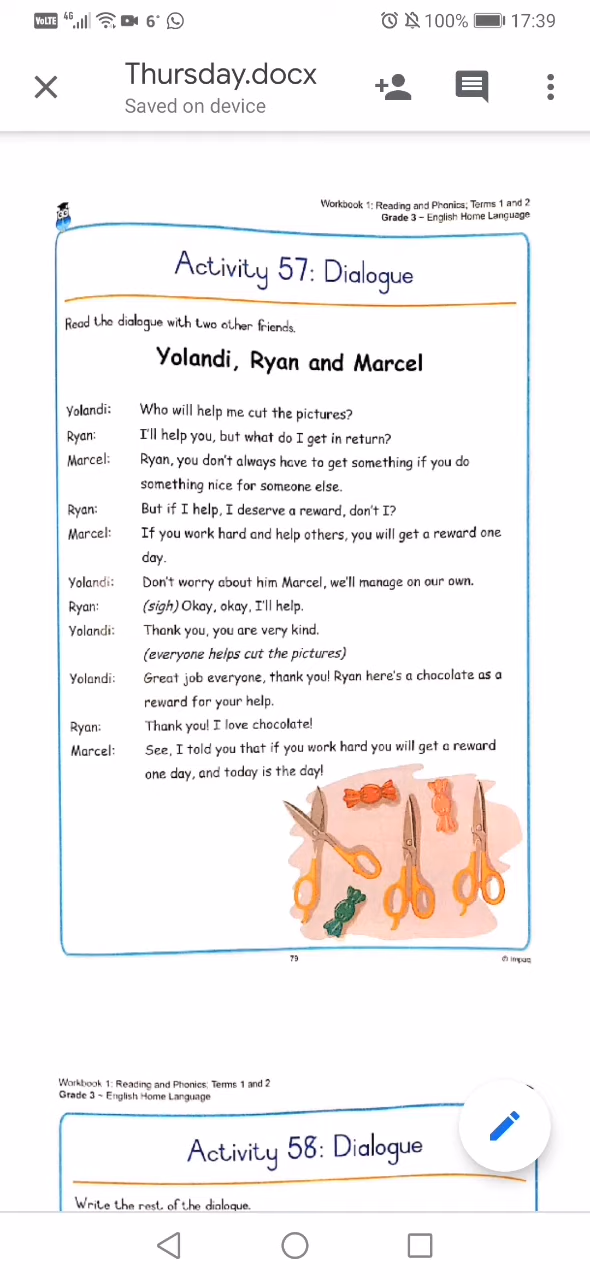 VoLTE 4G 6° 100% 17:39
Thursday.docx
Saved on device
Workbook 1: Reading and Phonics; Terms 1 and 2
Grade 3 – English Home Language
Activity 57: Dialogue
Read the dialogue with two other friends.
Yolandi, Ryan and Marcel
Yolandi: Who will help me cut the pictures?
Ryan: I'll help you, but what do I get in return?
Marcel: Ryan, you don't always have to get something if you do
something nice for someone else.
Ryan: But if I help, I deserve a reward, don't I?
Marcel: If you work hard and help others, you will get a reward one
day.
Yolandi: Don't worry about him Marcel, we'll manage on our own.
Ryan: (sigh) Okay, okay, I'll help.
Yolandi: Thank you, you are very kind.
(everyone helps cut the pictures)
Yolandi: Great job everyone, thank you! Ryan here's a chocolate as a
reward for your help.
Ryan: Thank you! I love chocolate!
Marcel: See, I told you that if you work hard you will get a reward
one day, and today is the day!
79
© Impaq
Workbook 1: Reading and Phonics; Terms 1 and 2
Grade 3 – English Home Language
Activity 58: Dialogue
Write the rest of the dialogue.